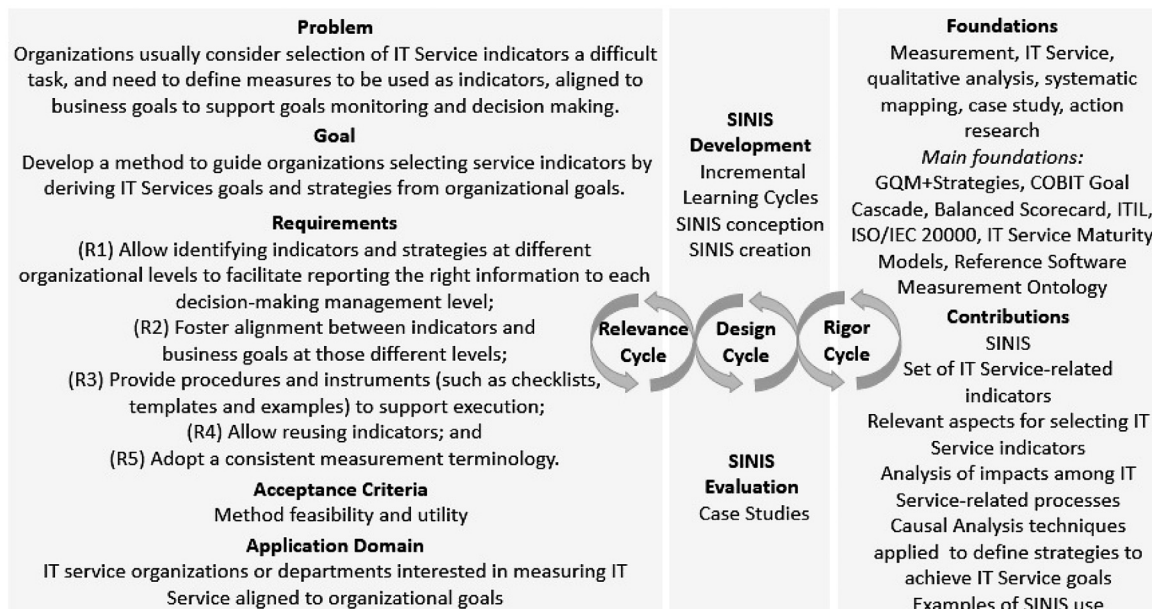 Problem
Organizations usually consider selection of IT Service indicators a difficult
task, and need to define measures to be used as indicators, aligned to
business goals to support goals monitoring and decision making.
Goal
Develop a method to guide organizations selecting service indicators by
deriving IT Services goals and strategies from organizational goals.
Requirements
(R1) Allow identifying indicators and strategies at different
organizational levels to facilitate reporting the right information to each
decision-making management level;
(R2) Foster alignment between indicators and
business goals at those different levels;
(R3) Provide procedures and instruments (such as checklists,
templates and examples) to support execution;
(R4) Allow reusing indicators; and
(R5) Adopt a consistent measurement terminology.
Acceptance Criteria
Method feasibility and utility
Application Domain
IT service organizations or departments interested in measuring IT
Service aligned to organizational goals
Relevance
Cycle
SINIS
Development
Incremental
Learning Cycles
SINIS conception
SINIS creation
Design
Cycle
SINIS
Evaluation
Case Studies
Rigor
Cycle
Foundations
Measurement, IT Service,
qualitative analysis, systematic
mapping, case study, action
research
Main foundations:
GQM+Strategies, COBIT Goal
Cascade, Balanced Scorecard, ITIL,
ISO/IEC 20000, IT Service Maturity
Models, Reference Software
Measurement Ontology
Contributions
SINIS
Set of IT Service-related
indicators
Relevant aspects for selecting IT
Service indicators
Analysis of impacts among IT
Service-related processes
Causal Analysis techniques
applied to define strategies to
achieve IT Service goals
Examples of SINIS use